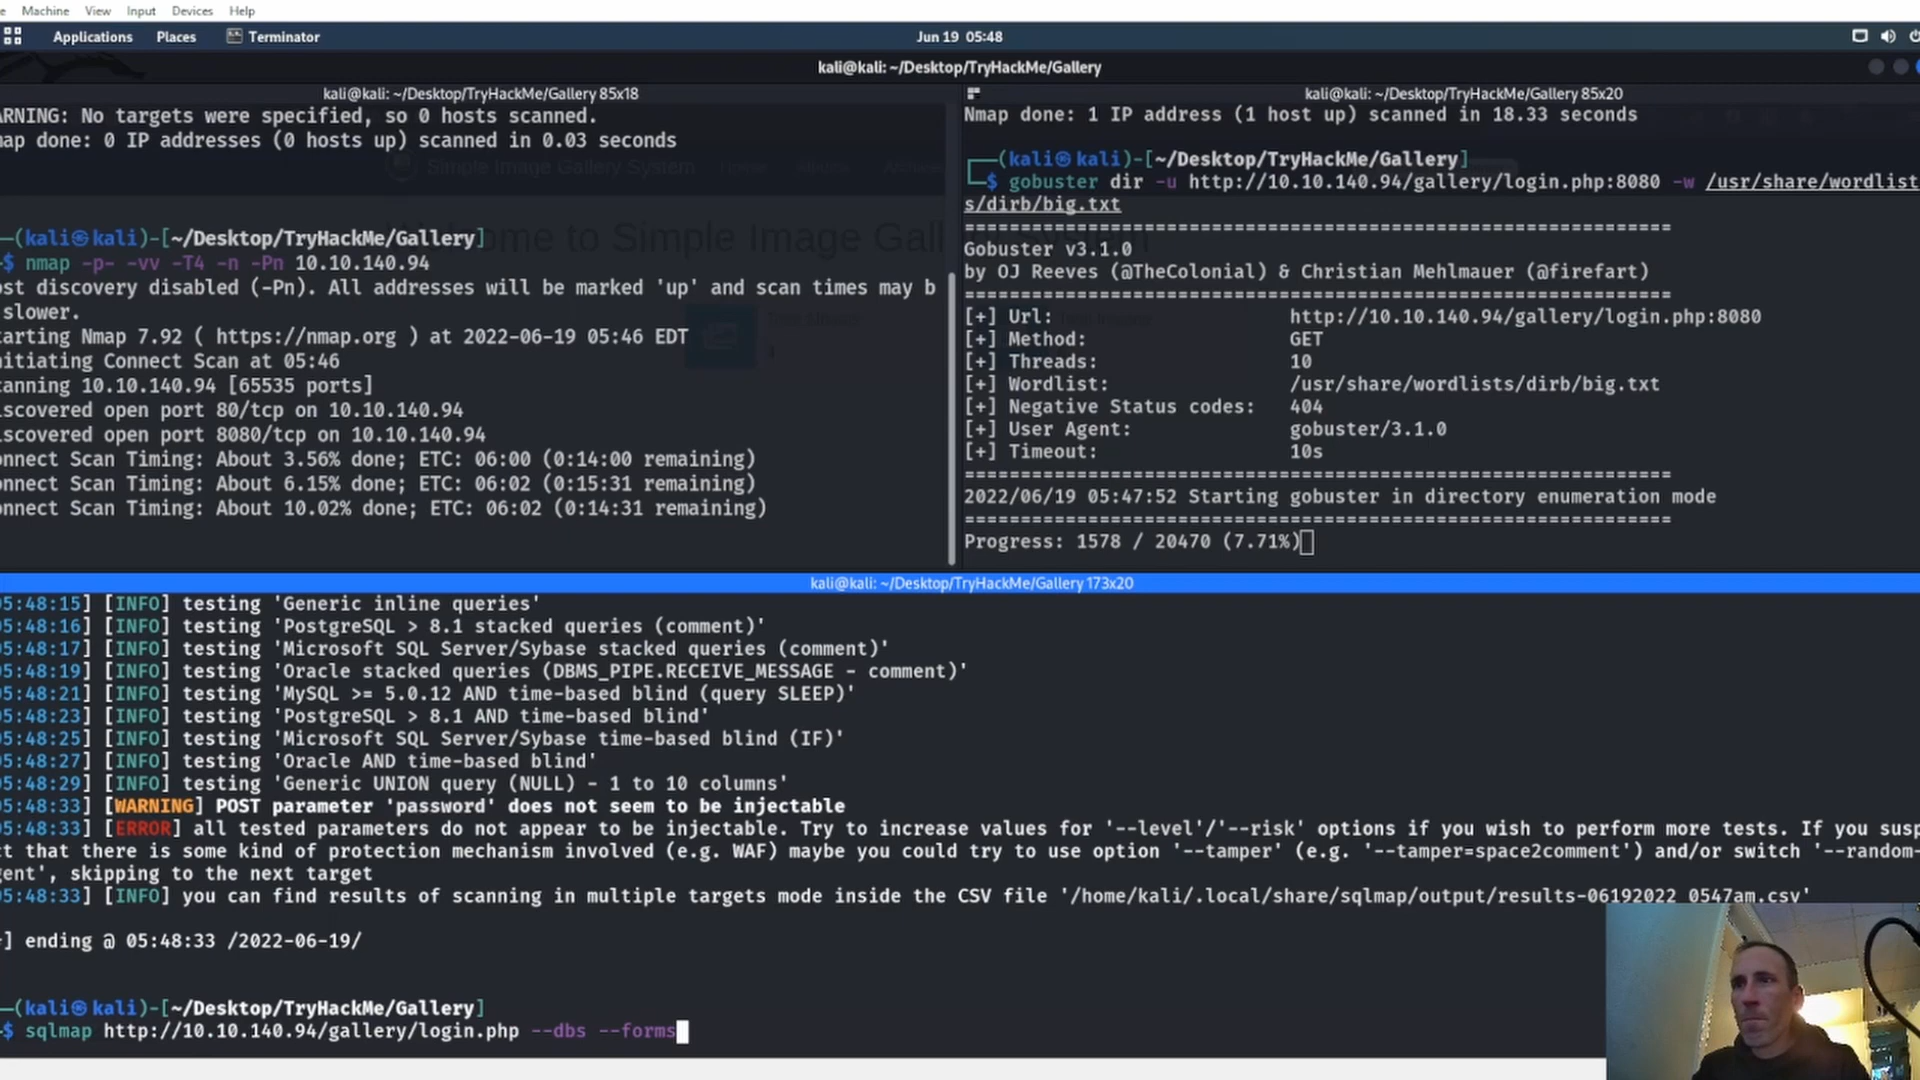 Machine View Input Devices Help
Applications Places Terminator
Jun 19 05:48
kali@kali: ~/Desktop/TryHackMe/Gallery
kali@kali: ~/Desktop/TryHackMe/Gallery 85x18
ARNING: No targets were specified, so 0 hosts scanned.
map done: 0 IP addresses (0 hosts up) scanned in 0.03 seconds
Simple Image Gallery System
—(kali㉿kali)-[~/Desktop/TryHackMe/Gallery]
$ nmap -p- -vv -T4 -n -Pn 10.10.140.94
ost discovery disabled (-Pn). All addresses will be marked 'up' and scan times may b
slower.
tarting Nmap 7.92 ( https://nmap.org ) at 2022-06-19 05:46 EDT
nitiating Connect Scan at 05:46
canning 10.10.140.94 [65535 ports]
iscovered open port 80/tcp on 10.10.140.94
iscovered open port 8080/tcp on 10.10.140.94
onnect Scan Timing: About 3.56% done; ETC: 06:00 (0:14:00 remaining)
onnect Scan Timing: About 6.15% done; ETC: 06:02 (0:15:31 remaining)
onnect Scan Timing: About 10.02% done; ETC: 06:02 (0:14:31 remaining)
kali@kali: ~/Desktop/TryHackMe/Gallery 85x20
Nmap done: 1 IP address (1 host up) scanned in 18.33 seconds
┌──(kali㉿kali)-[~/Desktop/TryHackMe/Gallery]
└─$ gobuster dir -u http://10.10.140.94/gallery/login.php:8080 -w /usr/share/wordlist
s/dirb/big.txt
===============================================================
Gobuster v3.1.0
by OJ Reeves (@TheColonial) & Christian Mehlmauer (@firefart)
===============================================================
[+] Url: http://10.10.140.94/gallery/login.php:8080
[+] Method: GET
[+] Threads: 10
[+] Wordlist: /usr/share/wordlists/dirb/big.txt
[+] Negative Status codes: 404
[+] User Agent: gobuster/3.1.0
[+] Timeout: 10s
===============================================================
2022/06/19 05:47:52 Starting gobuster in directory enumeration mode
===============================================================
Progress: 1578 / 20470 (7.71%)
kali@kali: ~/Desktop/TryHackMe/Gallery 173x20
05:48:15] [INFO] testing 'Generic inline queries'
05:48:16] [INFO] testing 'PostgreSQL > 8.1 stacked queries (comment)'
05:48:17] [INFO] testing 'Microsoft SQL Server/Sybase stacked queries (comment)'
05:48:19] [INFO] testing 'Oracle stacked queries (DBMS_PIPE.RECEIVE_MESSAGE - comment)'
05:48:21] [INFO] testing 'MySQL >= 5.0.12 AND time-based blind (query SLEEP)'
05:48:23] [INFO] testing 'PostgreSQL > 8.1 AND time-based blind'
05:48:25] [INFO] testing 'Microsoft SQL Server/Sybase time-based blind (IF)'
05:48:27] [INFO] testing 'Oracle AND time-based blind'
05:48:29] [INFO] testing 'Generic UNION query (NULL) - 1 to 10 columns'
05:48:33] [WARNING] POST parameter 'password' does not seem to be injectable
05:48:33] [ERROR] all tested parameters do not appear to be injectable. Try to increase values for '--level'/'--risk' options if you wish to perform more tests. If you susp
ct that there is some kind of protection mechanism involved (e.g. WAF) maybe you could try to use option '--tamper' (e.g. '--tamper=space2comment') and/or switch '--random-
gent', skipping to the next target
05:48:33] [INFO] you can find results of scanning in multiple targets mode inside the CSV file '/home/kali/.local/share/sqlmap/output/results-06192022_0547am.csv'
] ending @ 05:48:33 /2022-06-19/
—(kali㉿kali)-[~/Desktop/TryHackMe/Gallery]
$ sqlmap http://10.10.140.94/gallery/login.php --dbs --forms